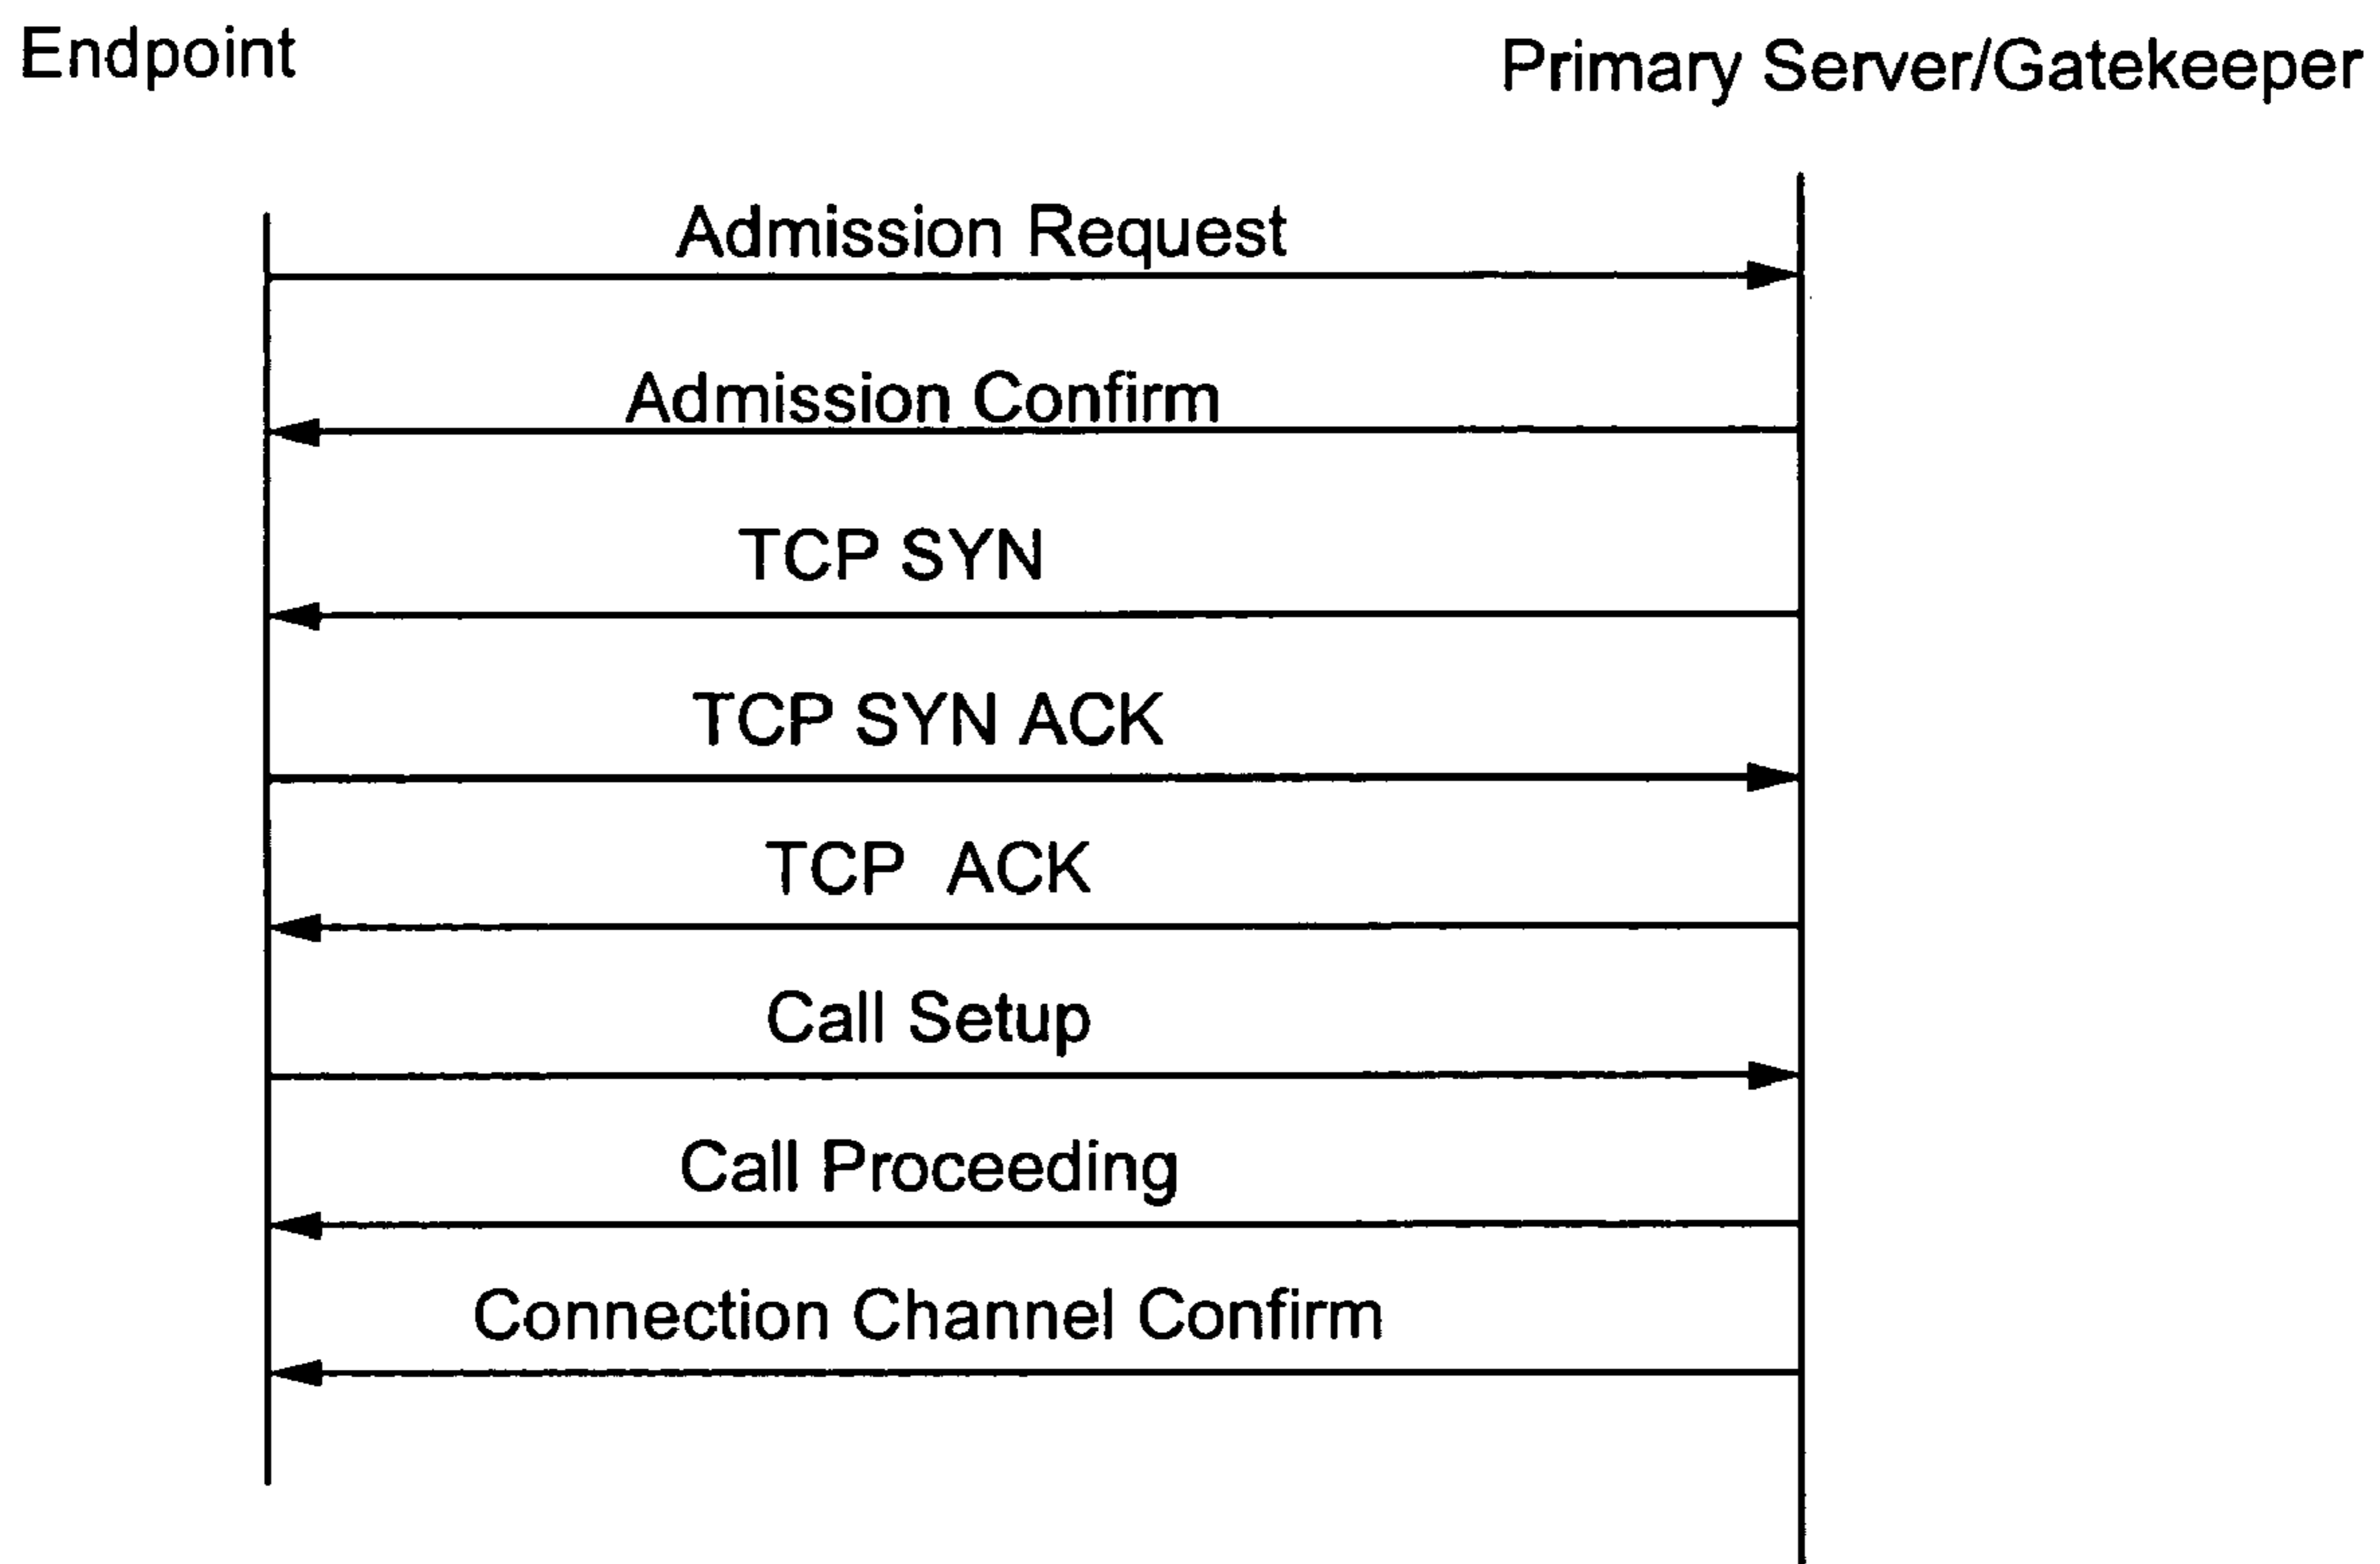 Endpoint
Primary Server/Gatekeeper
Admission Request
Admission Confirm
TCP SYN
TCP SYN ACK
TCP ACK
Call Setup
Call Proceeding
Connection Channel Confirm